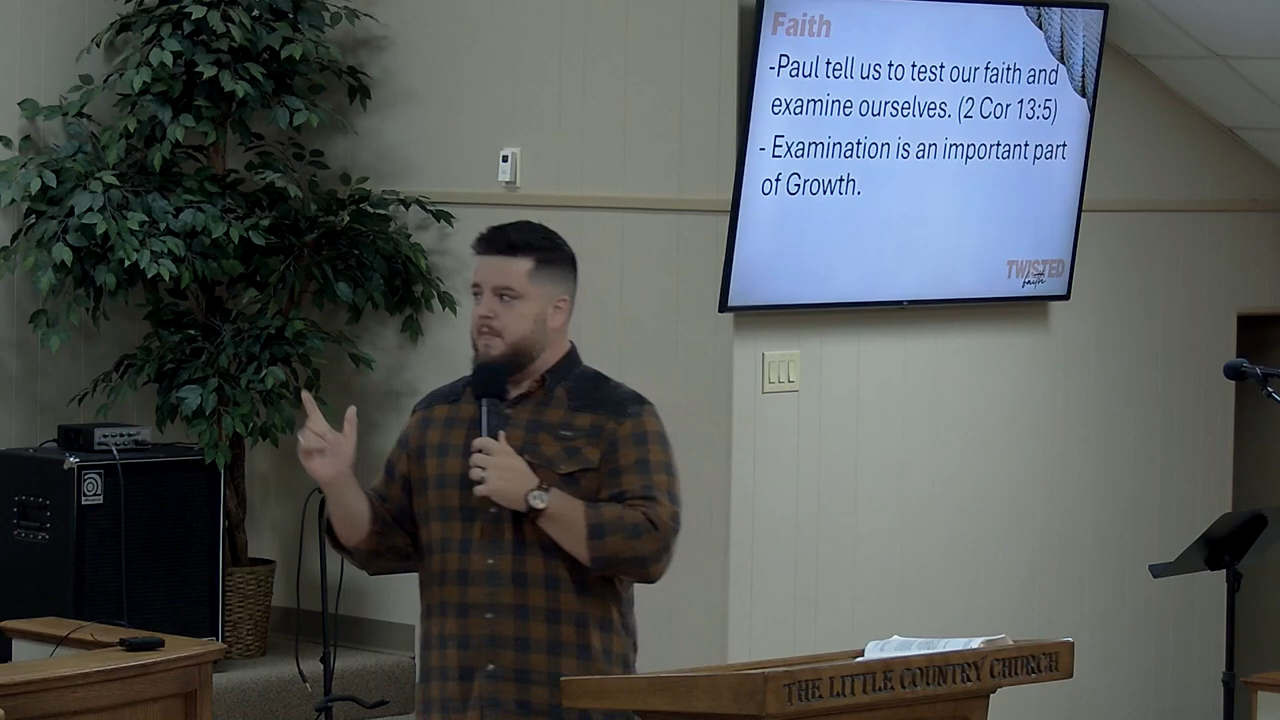 Faith
-Paul tell us to test our faith and
examine ourselves. (2 Cor 13:5)
- Examination is an important part
of Growth.
TWISTED
faith
THE LITTLE COUNTRY CHURCH